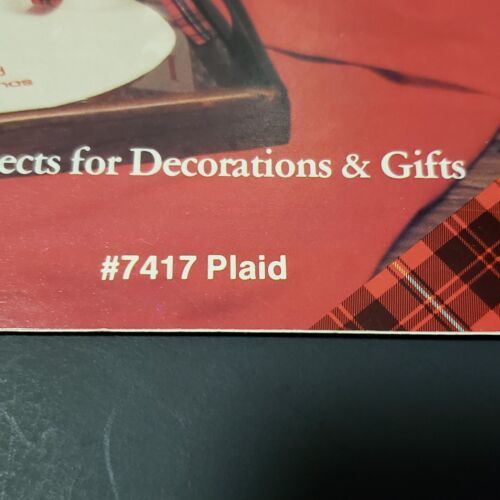 ects for Decorations & Gifts
#7417 Plaid